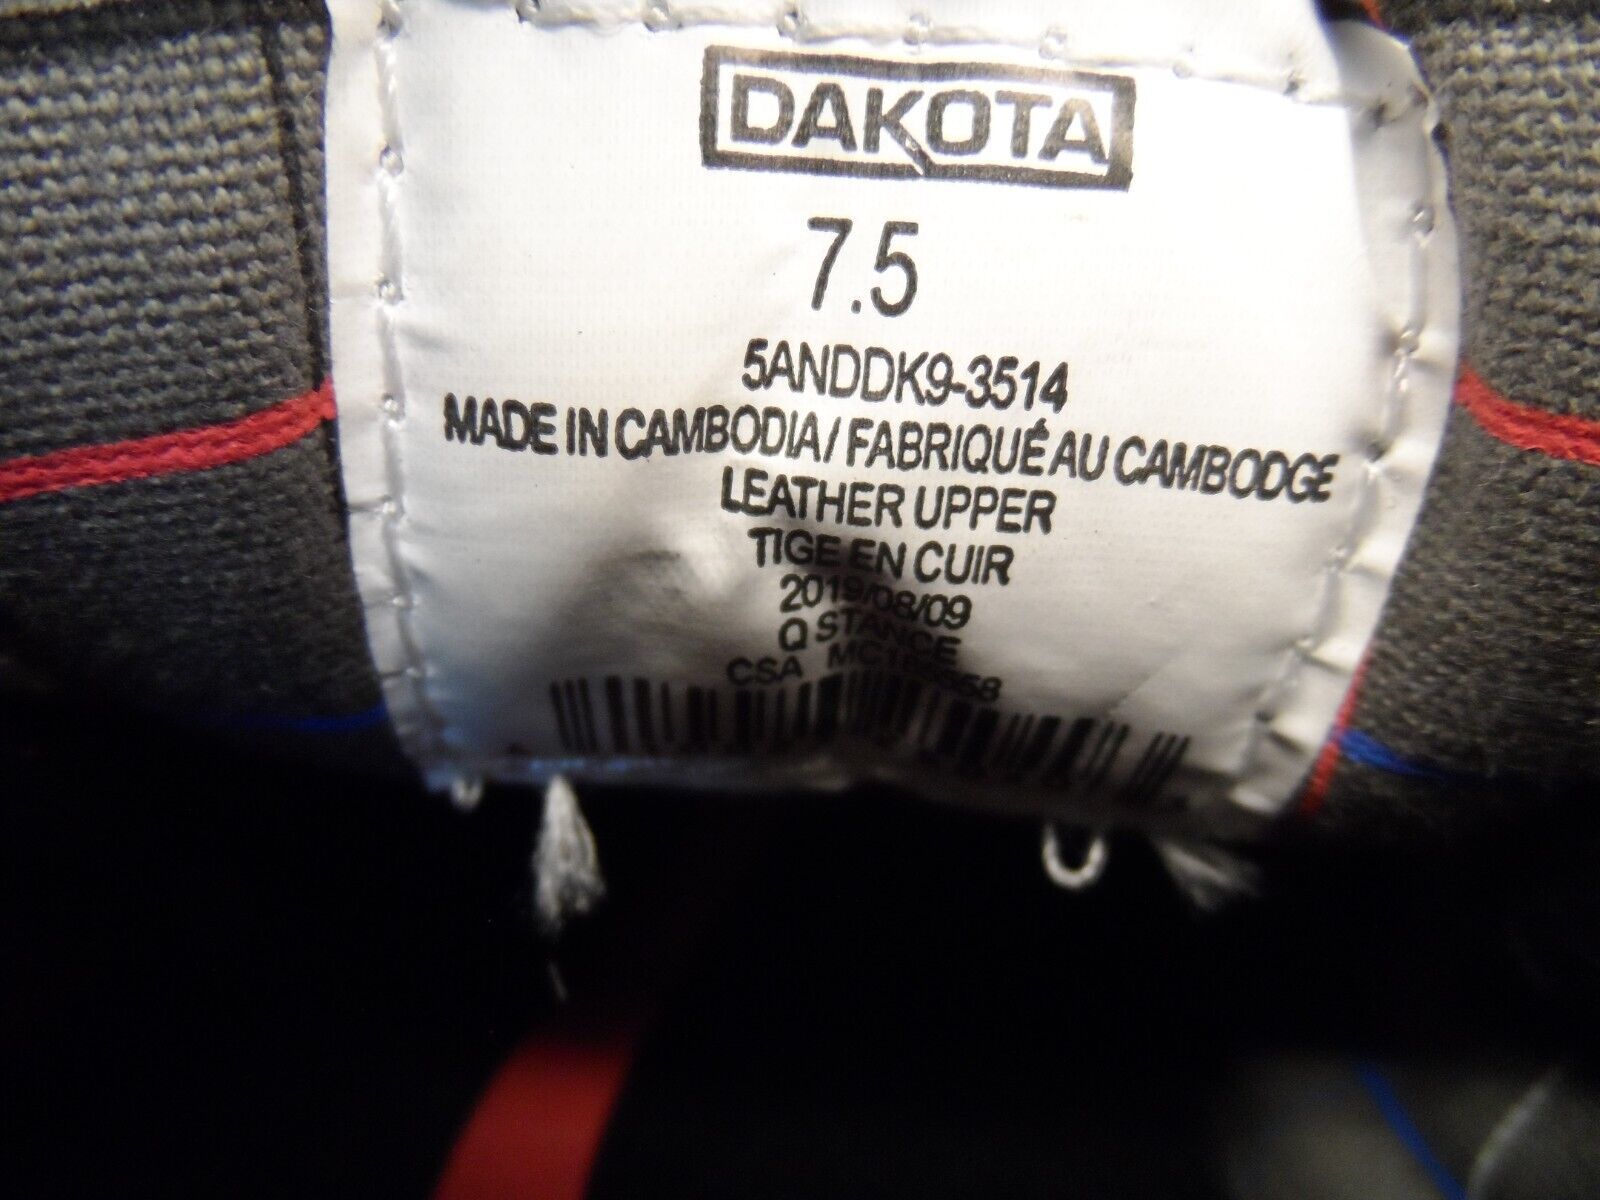 DAKOTA
7.5
5ANDDK9-3514
MADE IN CAMBODIA / FABRIQUÉ AU CAMBODGE
LEATHER UPPER
TIGE EN CUIR
2019/08/09
Q STANCE
CSA